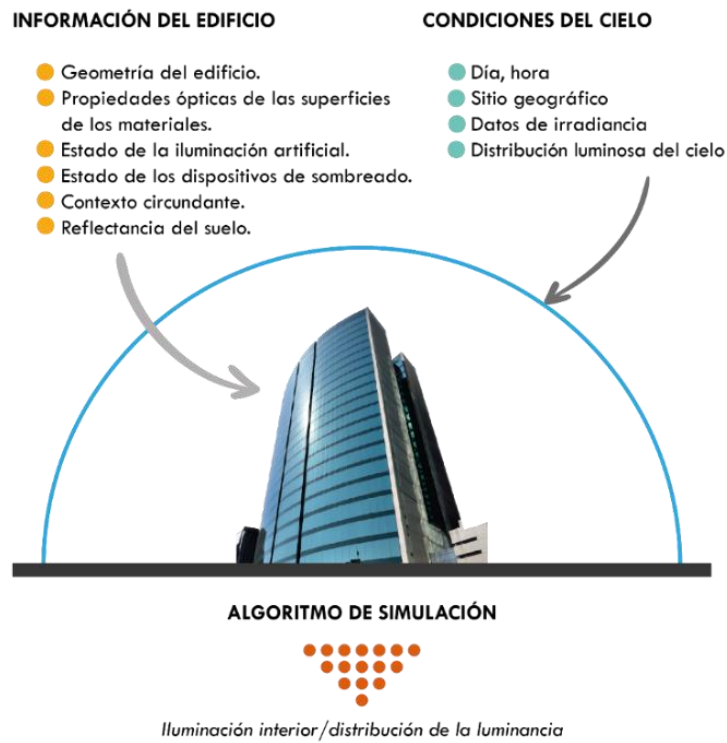 INFORMACIÓN DEL EDIFICIO
Geometría del edificio.
Propiedades ópticas de las superficies
de los materiales.
Estado de la iluminación artificial.
Estado de los dispositivos de sombreado.
Contexto circundante.
Reflectancia del suelo.
CONDICIONES DEL CIELO
Día, hora
Sitio geográfico
Datos de irradiancia
Distribución luminosa del cielo
ALGORITMO DE SIMULACIÓN
Iluminación interior/distribución de la luminancia